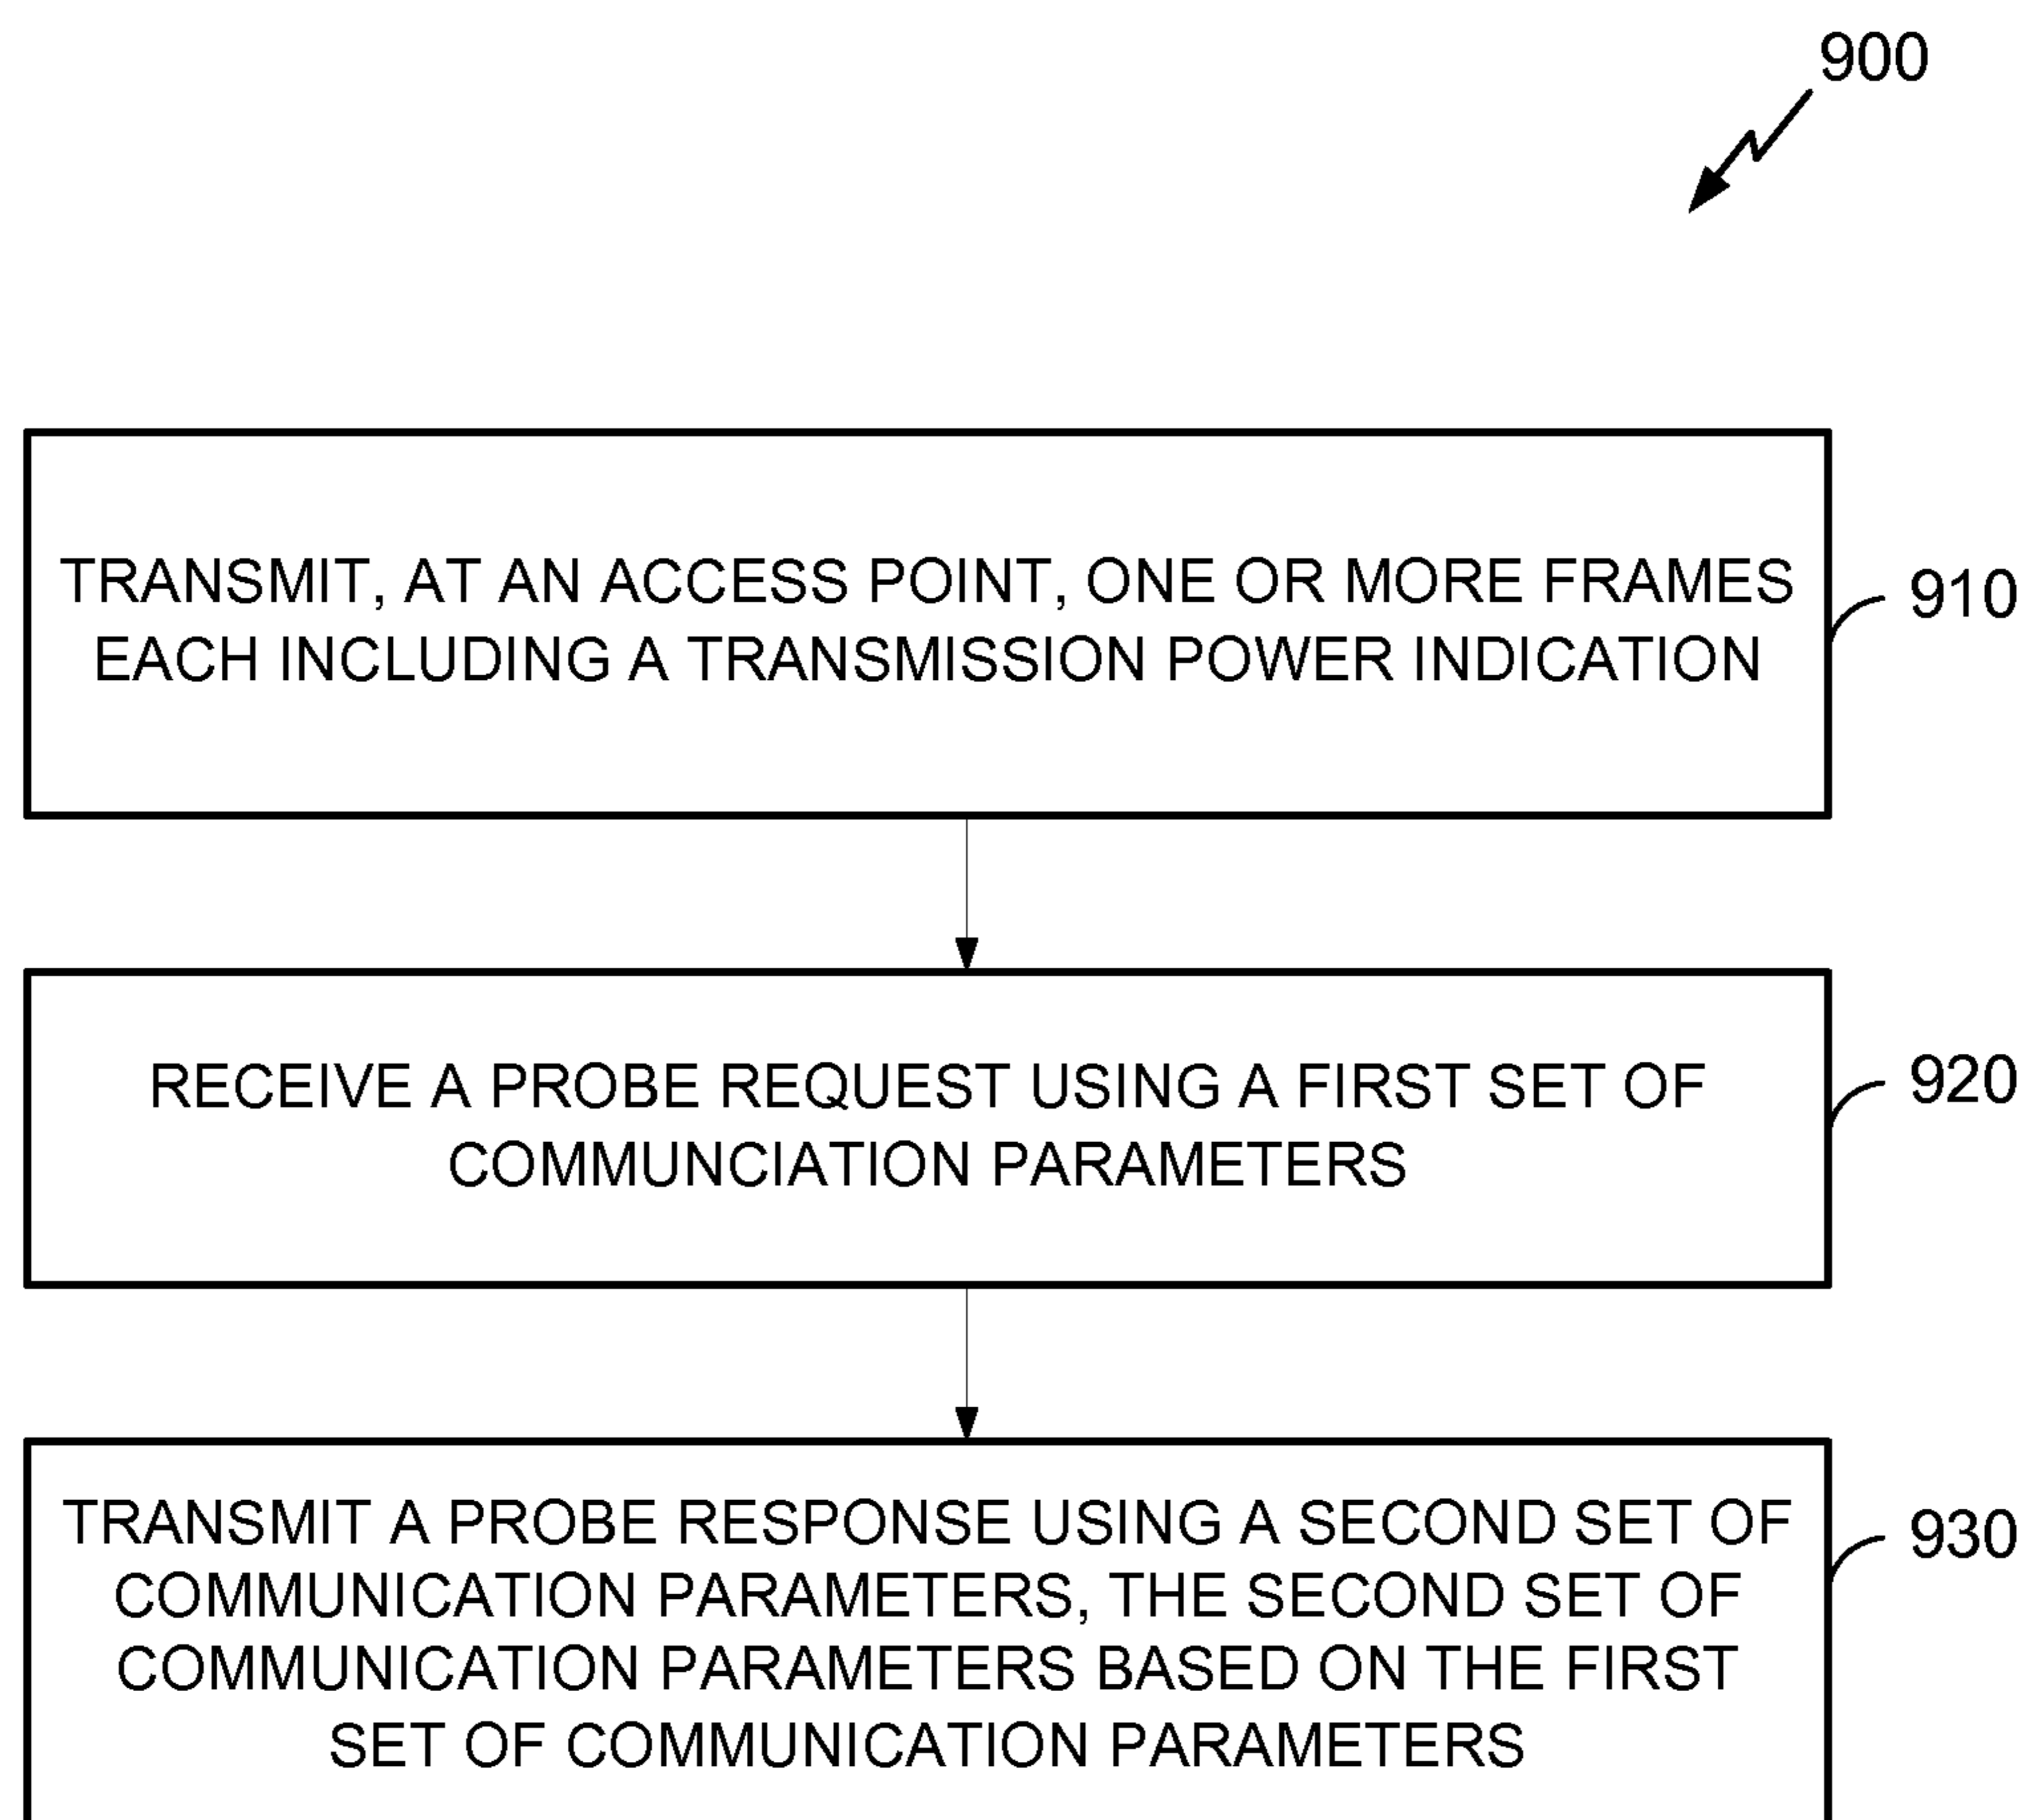 900
TRANSMIT, AT AN ACCESS POINT, ONE OR MORE FRAMES
EACH INCLUDING A TRANSMISSION POWER INDICATION
910
RECEIVE A PROBE REQUEST USING A FIRST SET OF
COMMUNCIATION PARAMETERS
920
TRANSMIT A PROBE RESPONSE USING A SECOND SET OF
COMMUNICATION PARAMETERS, THE SECOND SET OF
COMMUNICATION PARAMETERS BASED ON THE FIRST
SET OF COMMUNICATION PARAMETERS
930